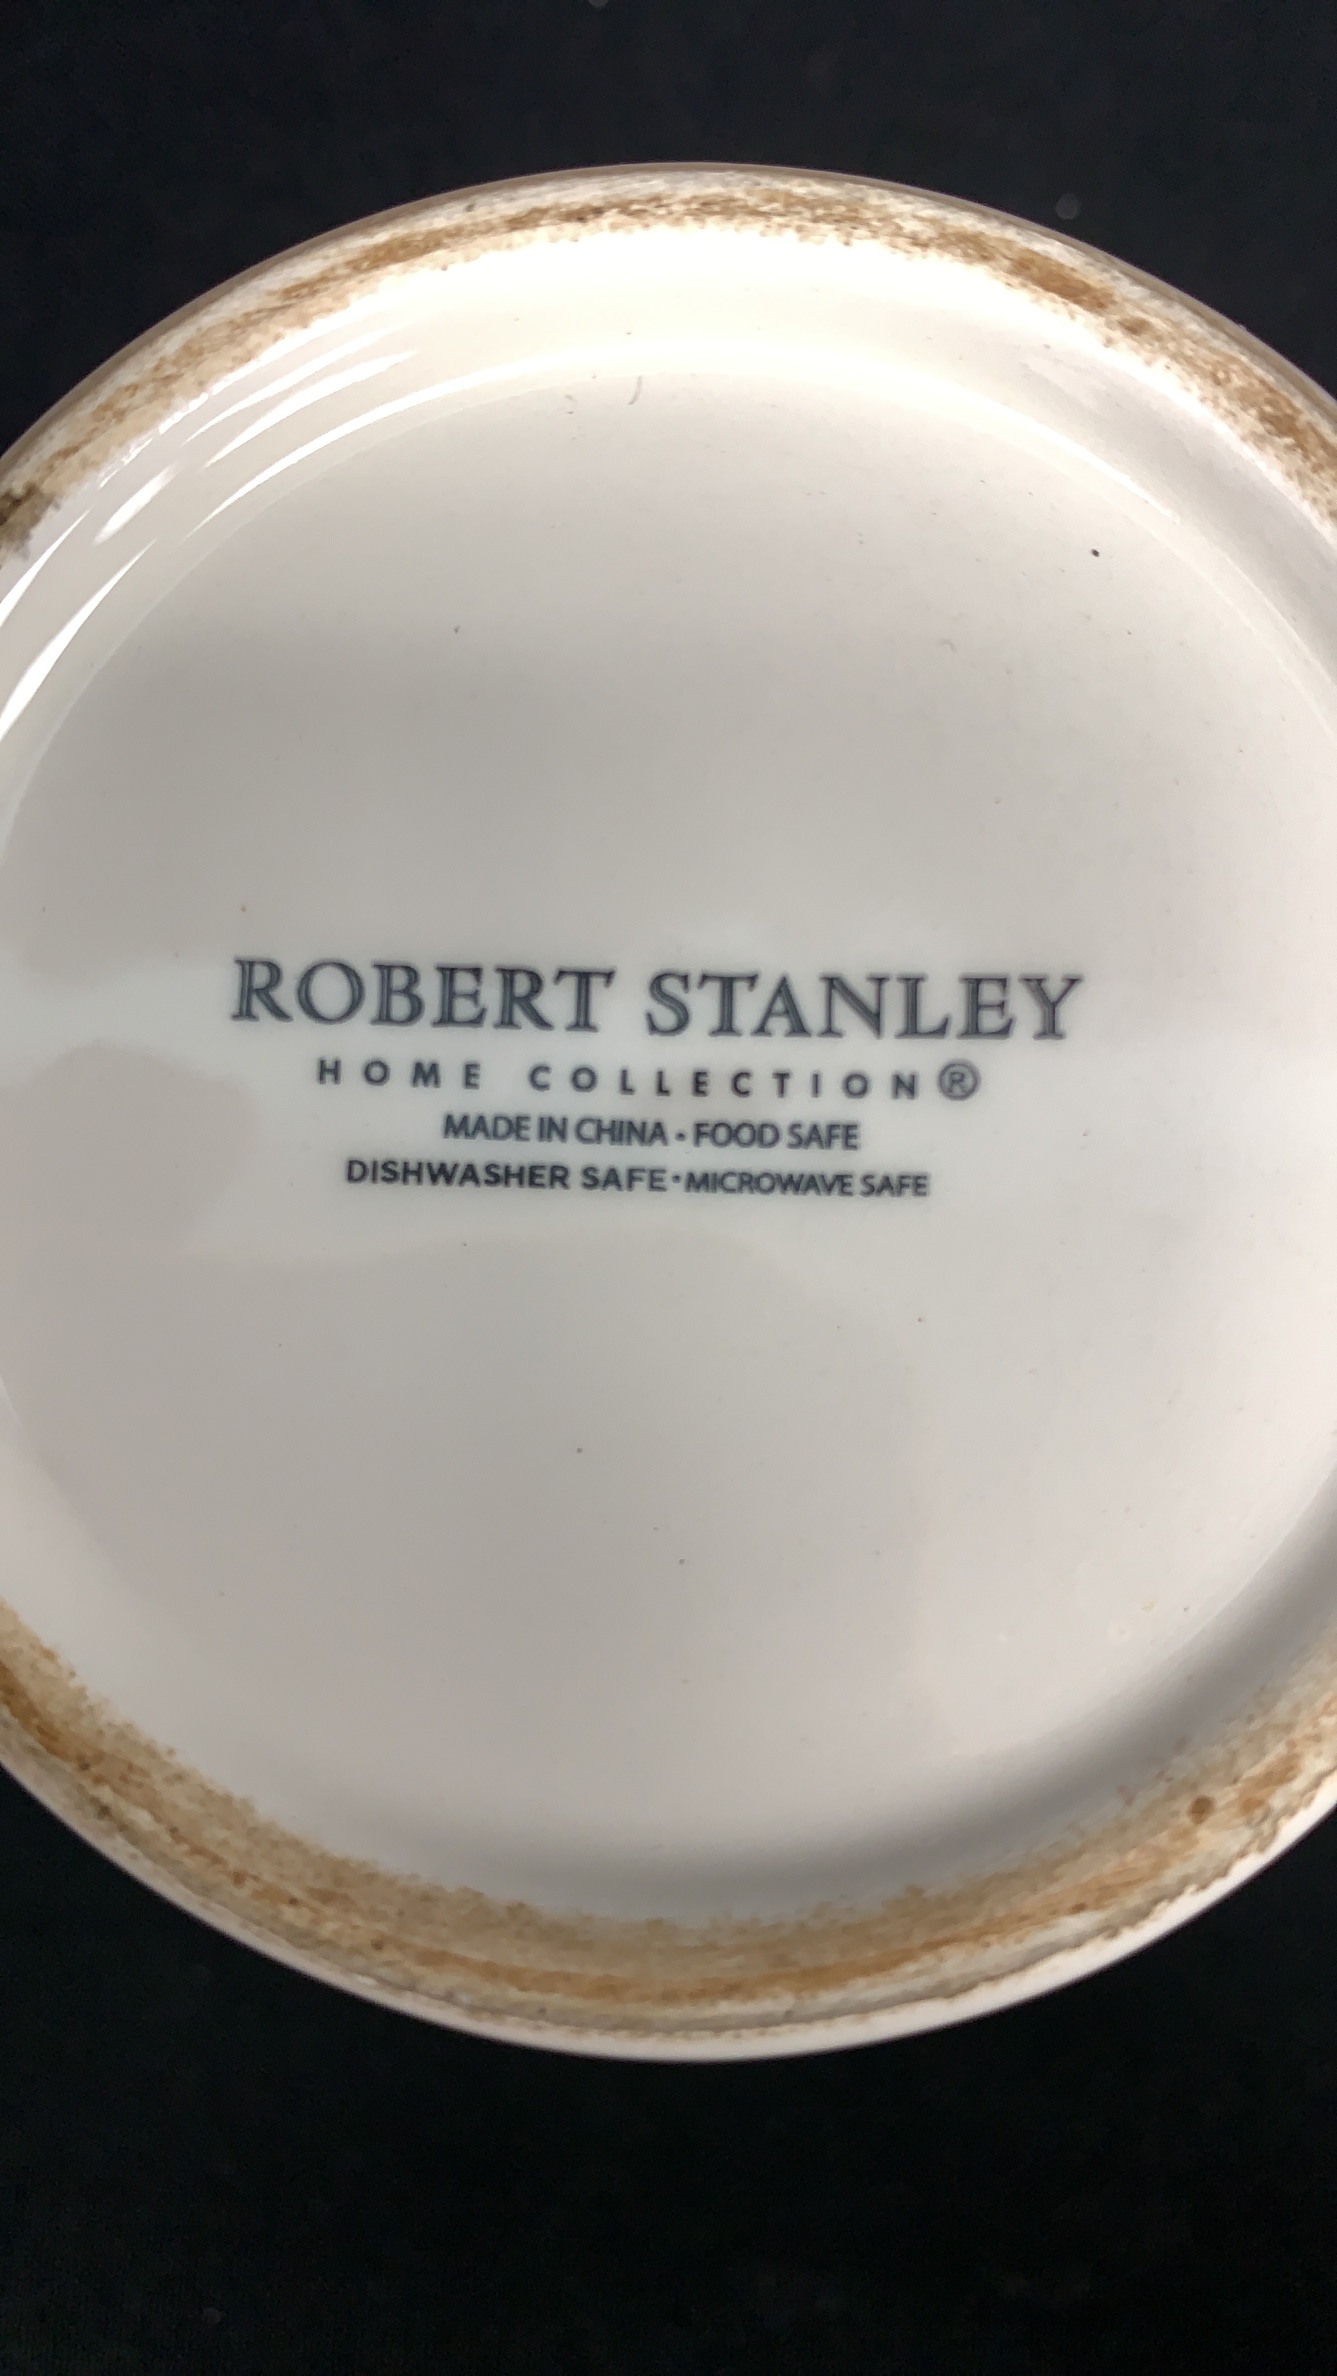 ROBERT STANLEY
HOME COLLECTION®
MADE IN CHINA • FOOD SAFE
DISHWASHER SAFE • MICROWAVE SAFE